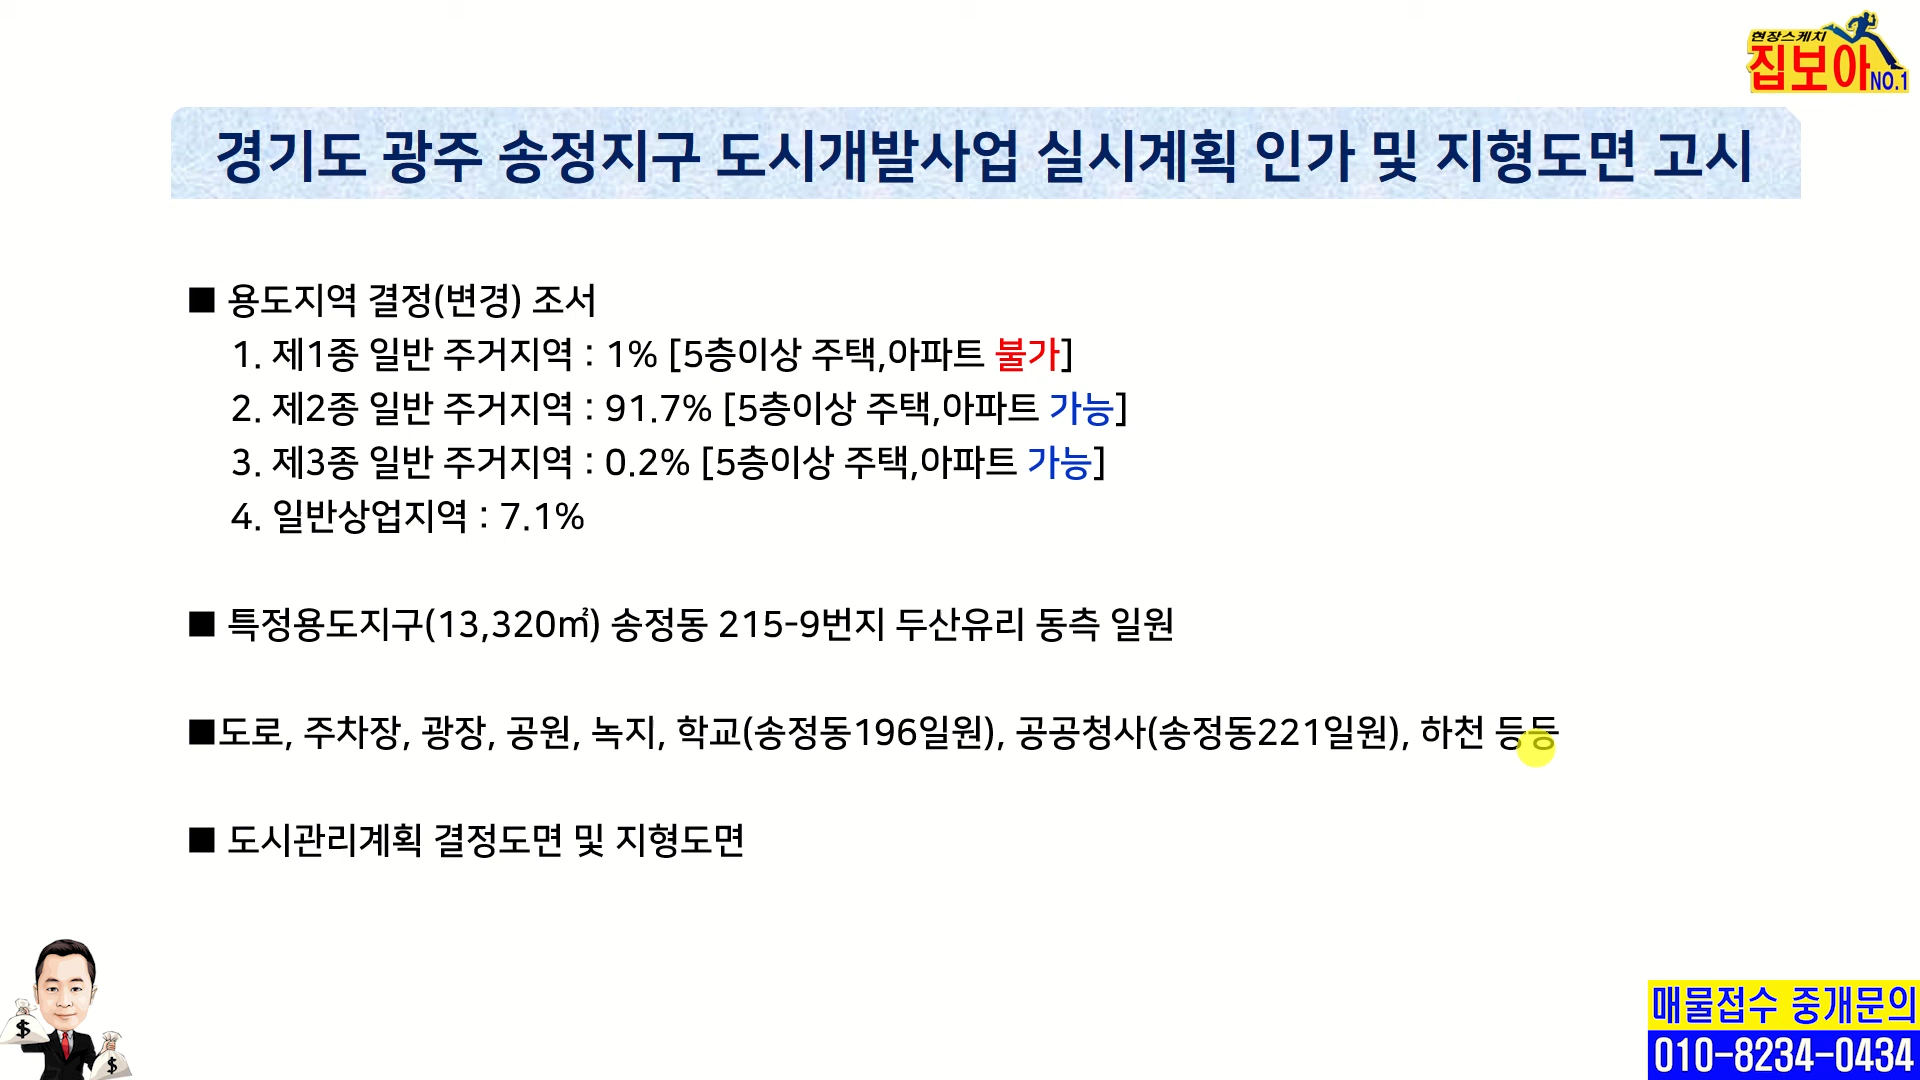 현장스케치
집보아NO.1
경기도 광주 송정지구 도시개발사업 실시계획 인가 및 지형도면 고시
■ 용도지역 결정(변경) 조서
1. 제1종 일반 주거지역 : 1% [5층이상 주택,아파트 불가]
2. 제2종 일반 주거지역 : 91.7% [5층이상 주택,아파트 가능]
3. 제3종 일반 주거지역 : 0.2% [5층이상 주택,아파트 가능]
4. 일반상업지역 : 7.1%
■ 특정용도지구(13,320㎡) 송정동 215-9번지 두산유리 동측 일원
■도로, 주차장, 광장, 공원, 녹지, 학교(송정동196일원), 공공청사(송정동221일원), 하천 등등
■ 도시관리계획 결정도면 및 지형도면
$
$
매물접수 중개문의
010-8234-0434